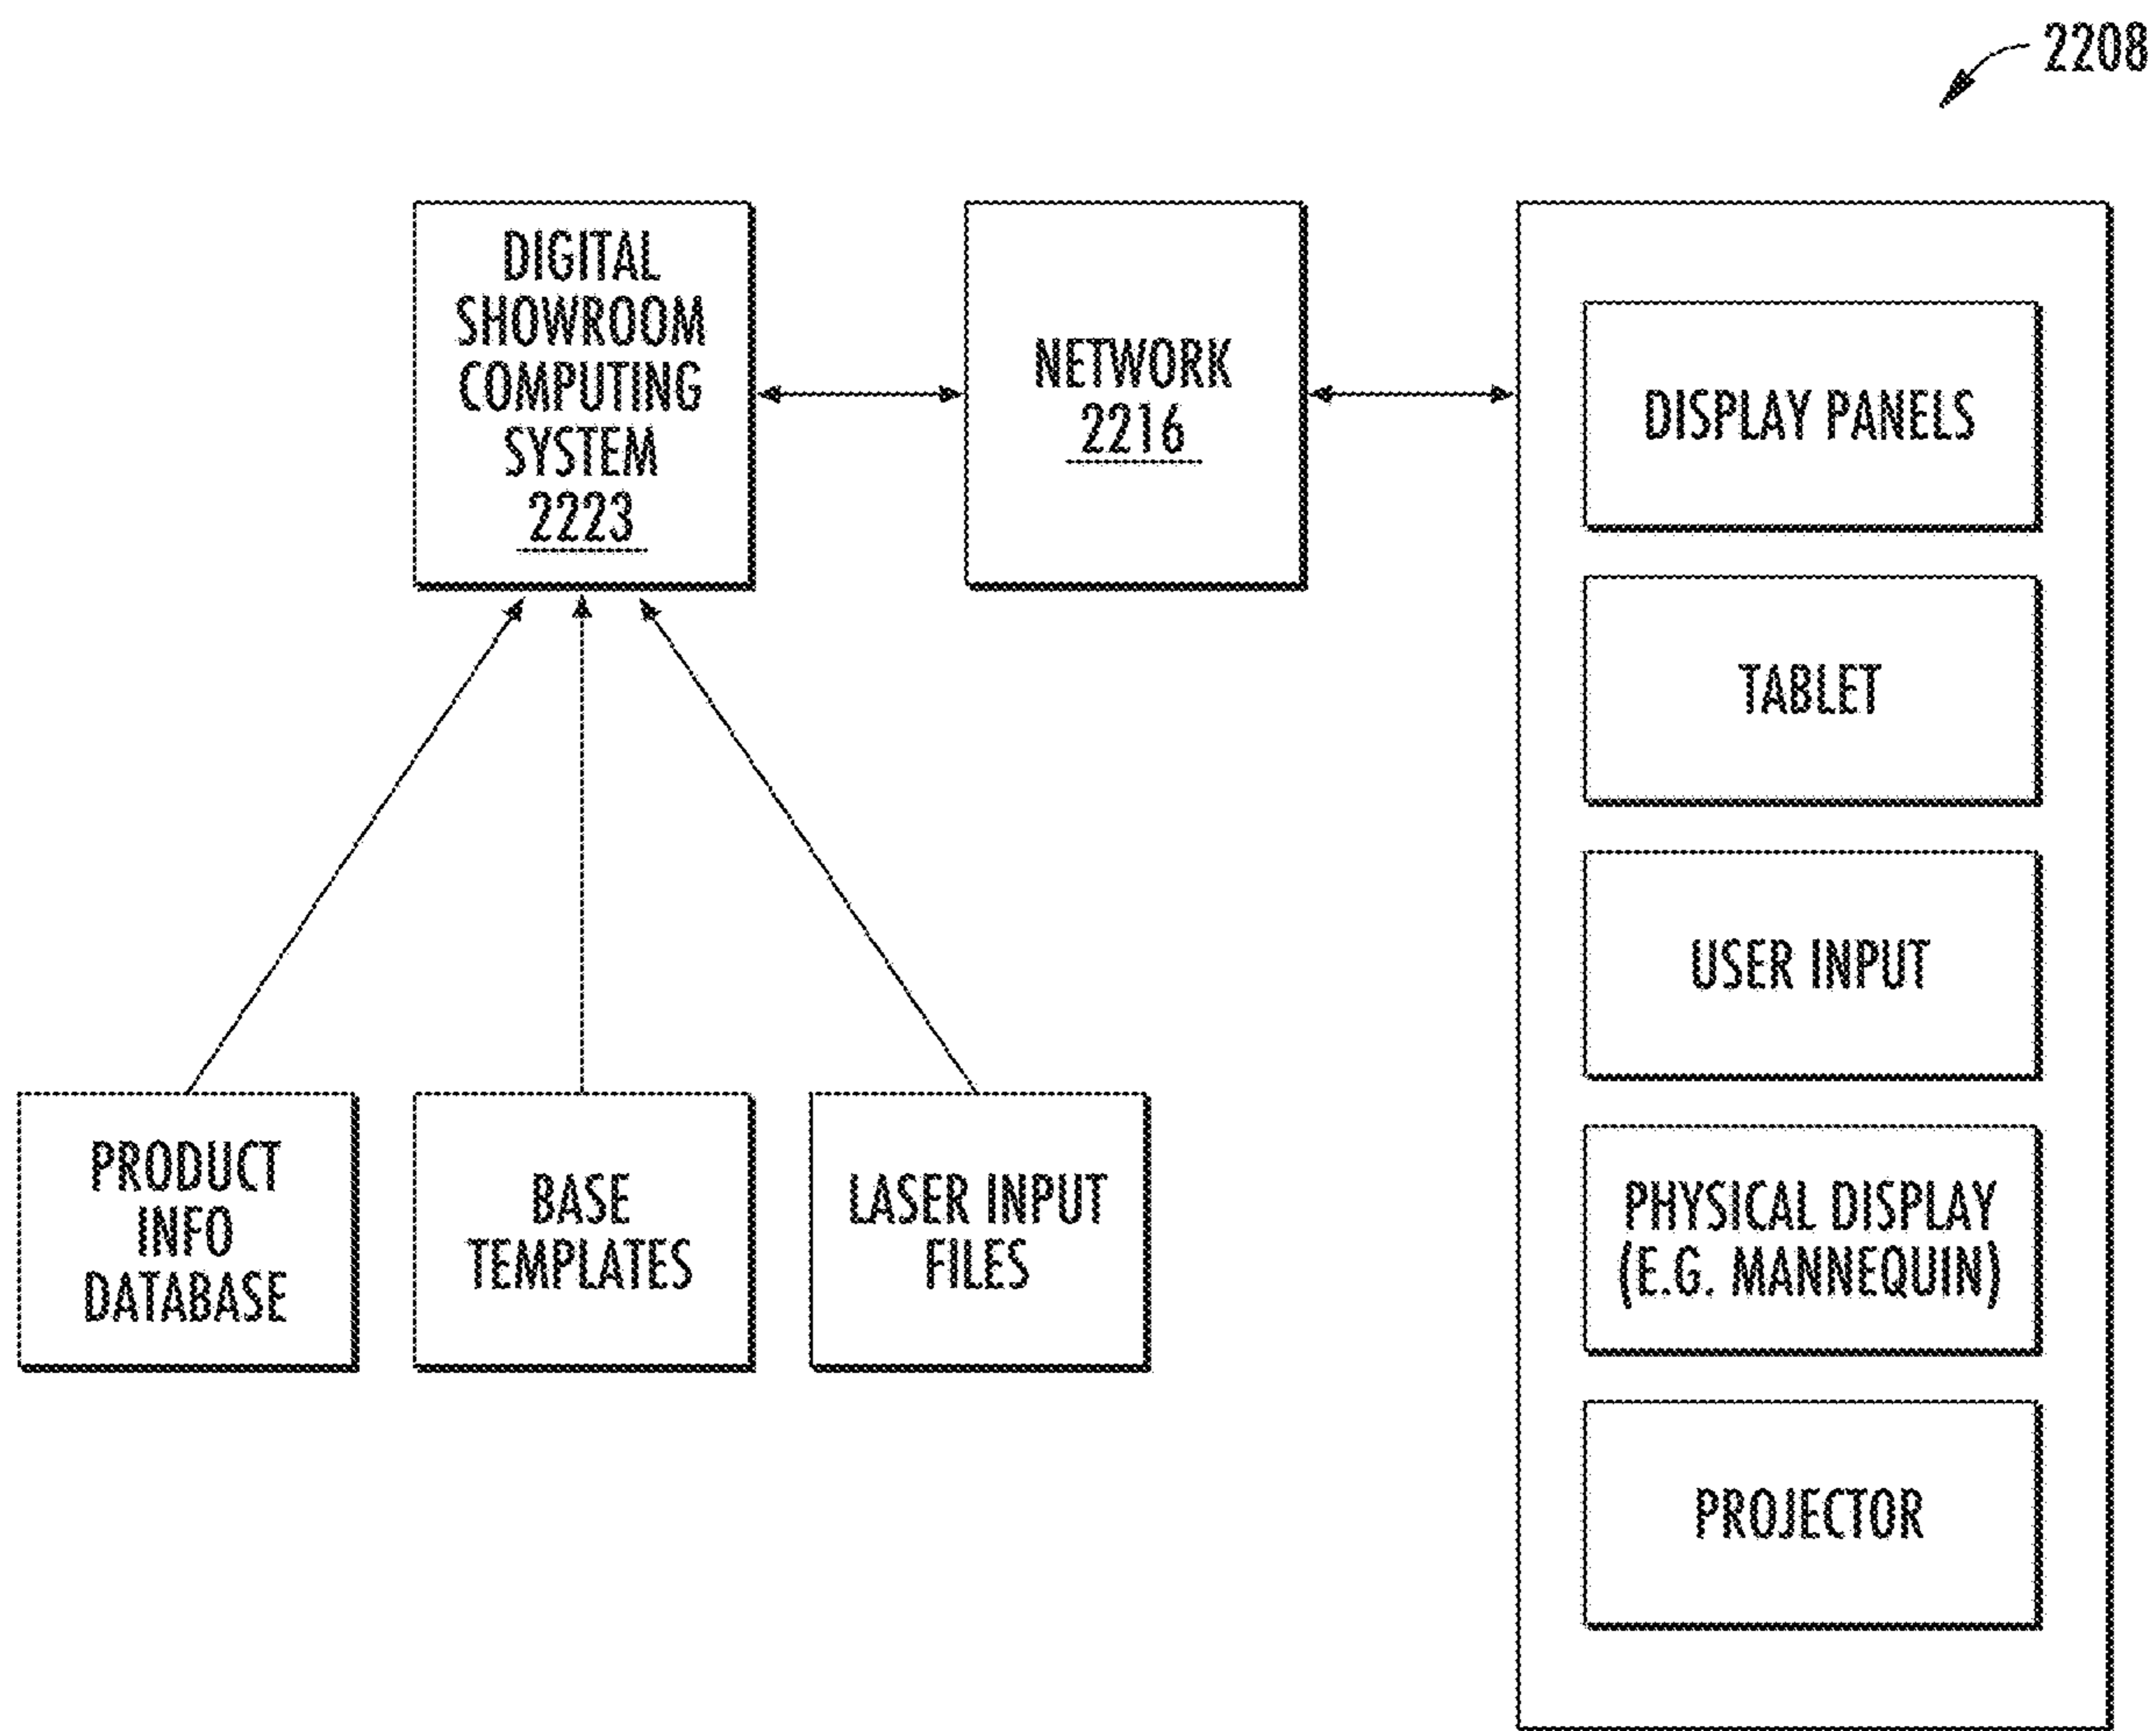 2208
DIGITAL
SHOWROOM
COMPUTING
SYSTEM
2223
NETWORK
2216
DISPLAY PANELS
TABLET
USER INPUT
PHYSICAL DISPLAY
(E.G. MANNEQUIN)
PROJECTOR
PRODUCT
INFO
DATABASE
BASE
TEMPLATES
LASER INPUT
FILES